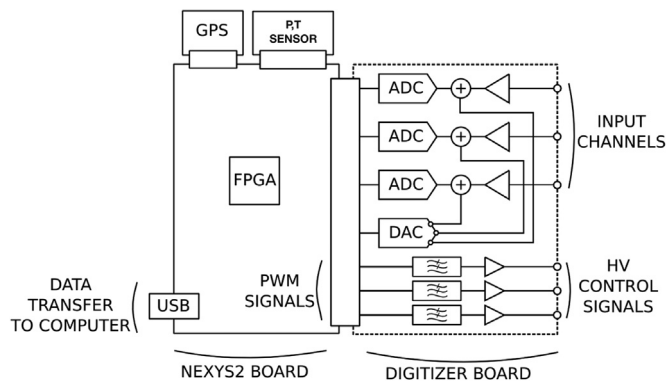 GPS
P,T
SENSOR
ADC
INPUT
CHANNELS
ADC
ADC
FPGA
DAC
PWM
SIGNALS
HV
CONTROL
SIGNALS
DATA
TRANSFER
TO COMPUTER
USB
NEXYS2 BOARD
DIGITIZER BOARD